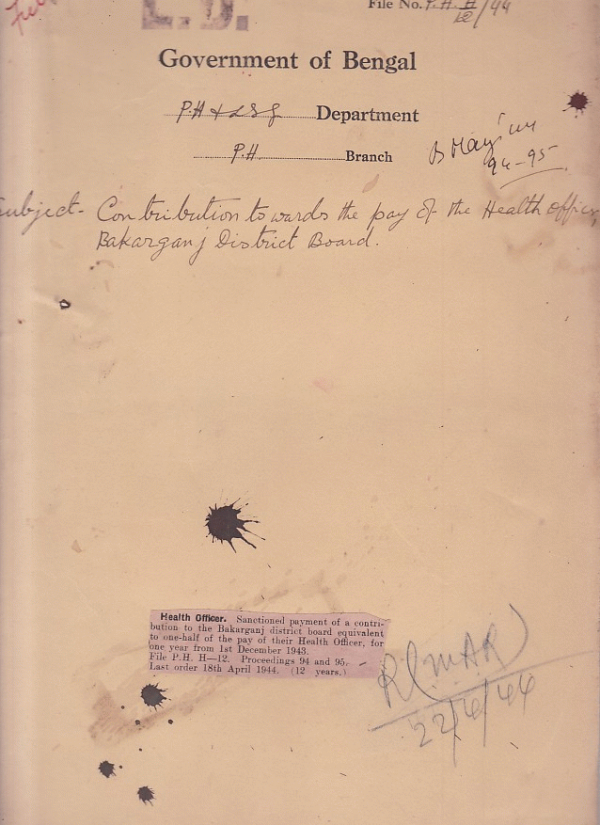 File No. P.H. H/12/44
Government of Bengal
P.H & LSG Department
P.H Branch
94-95
Subject - Contribution towards the pay of the Health Officer,
Bakarganj District Board.
Health Officer. Sanctioned payment of a contri-
bution to the Bakarganj district board equivalent
to one-half of the pay of their Health Officer, for
one year from 1st December 1943.
File P.H. H—12. Proceedings 94 and 95.
Last order 18th April 1944. (12 years.)